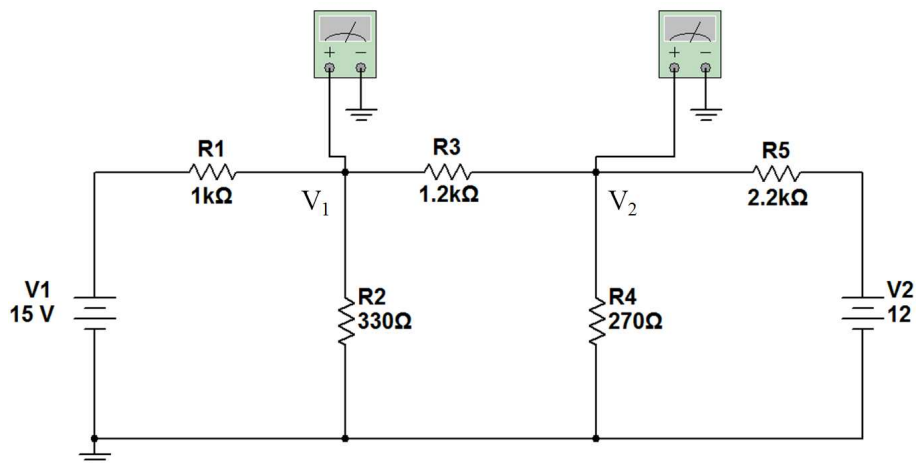 + −
+ −
R1
1kΩ
R3
1.2kΩ
R5
2.2kΩ
V₁
V₂
V1
15 V
R2
330Ω
R4
270Ω
V2
12